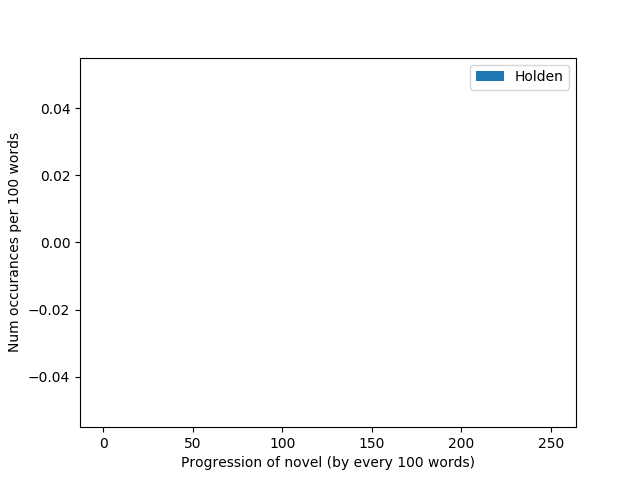 Holden
0.04
0.02
0.00
−0.02
−0.04
Num occurances per 100 words
0 50 100 150 200 250
Progression of novel (by every 100 words)